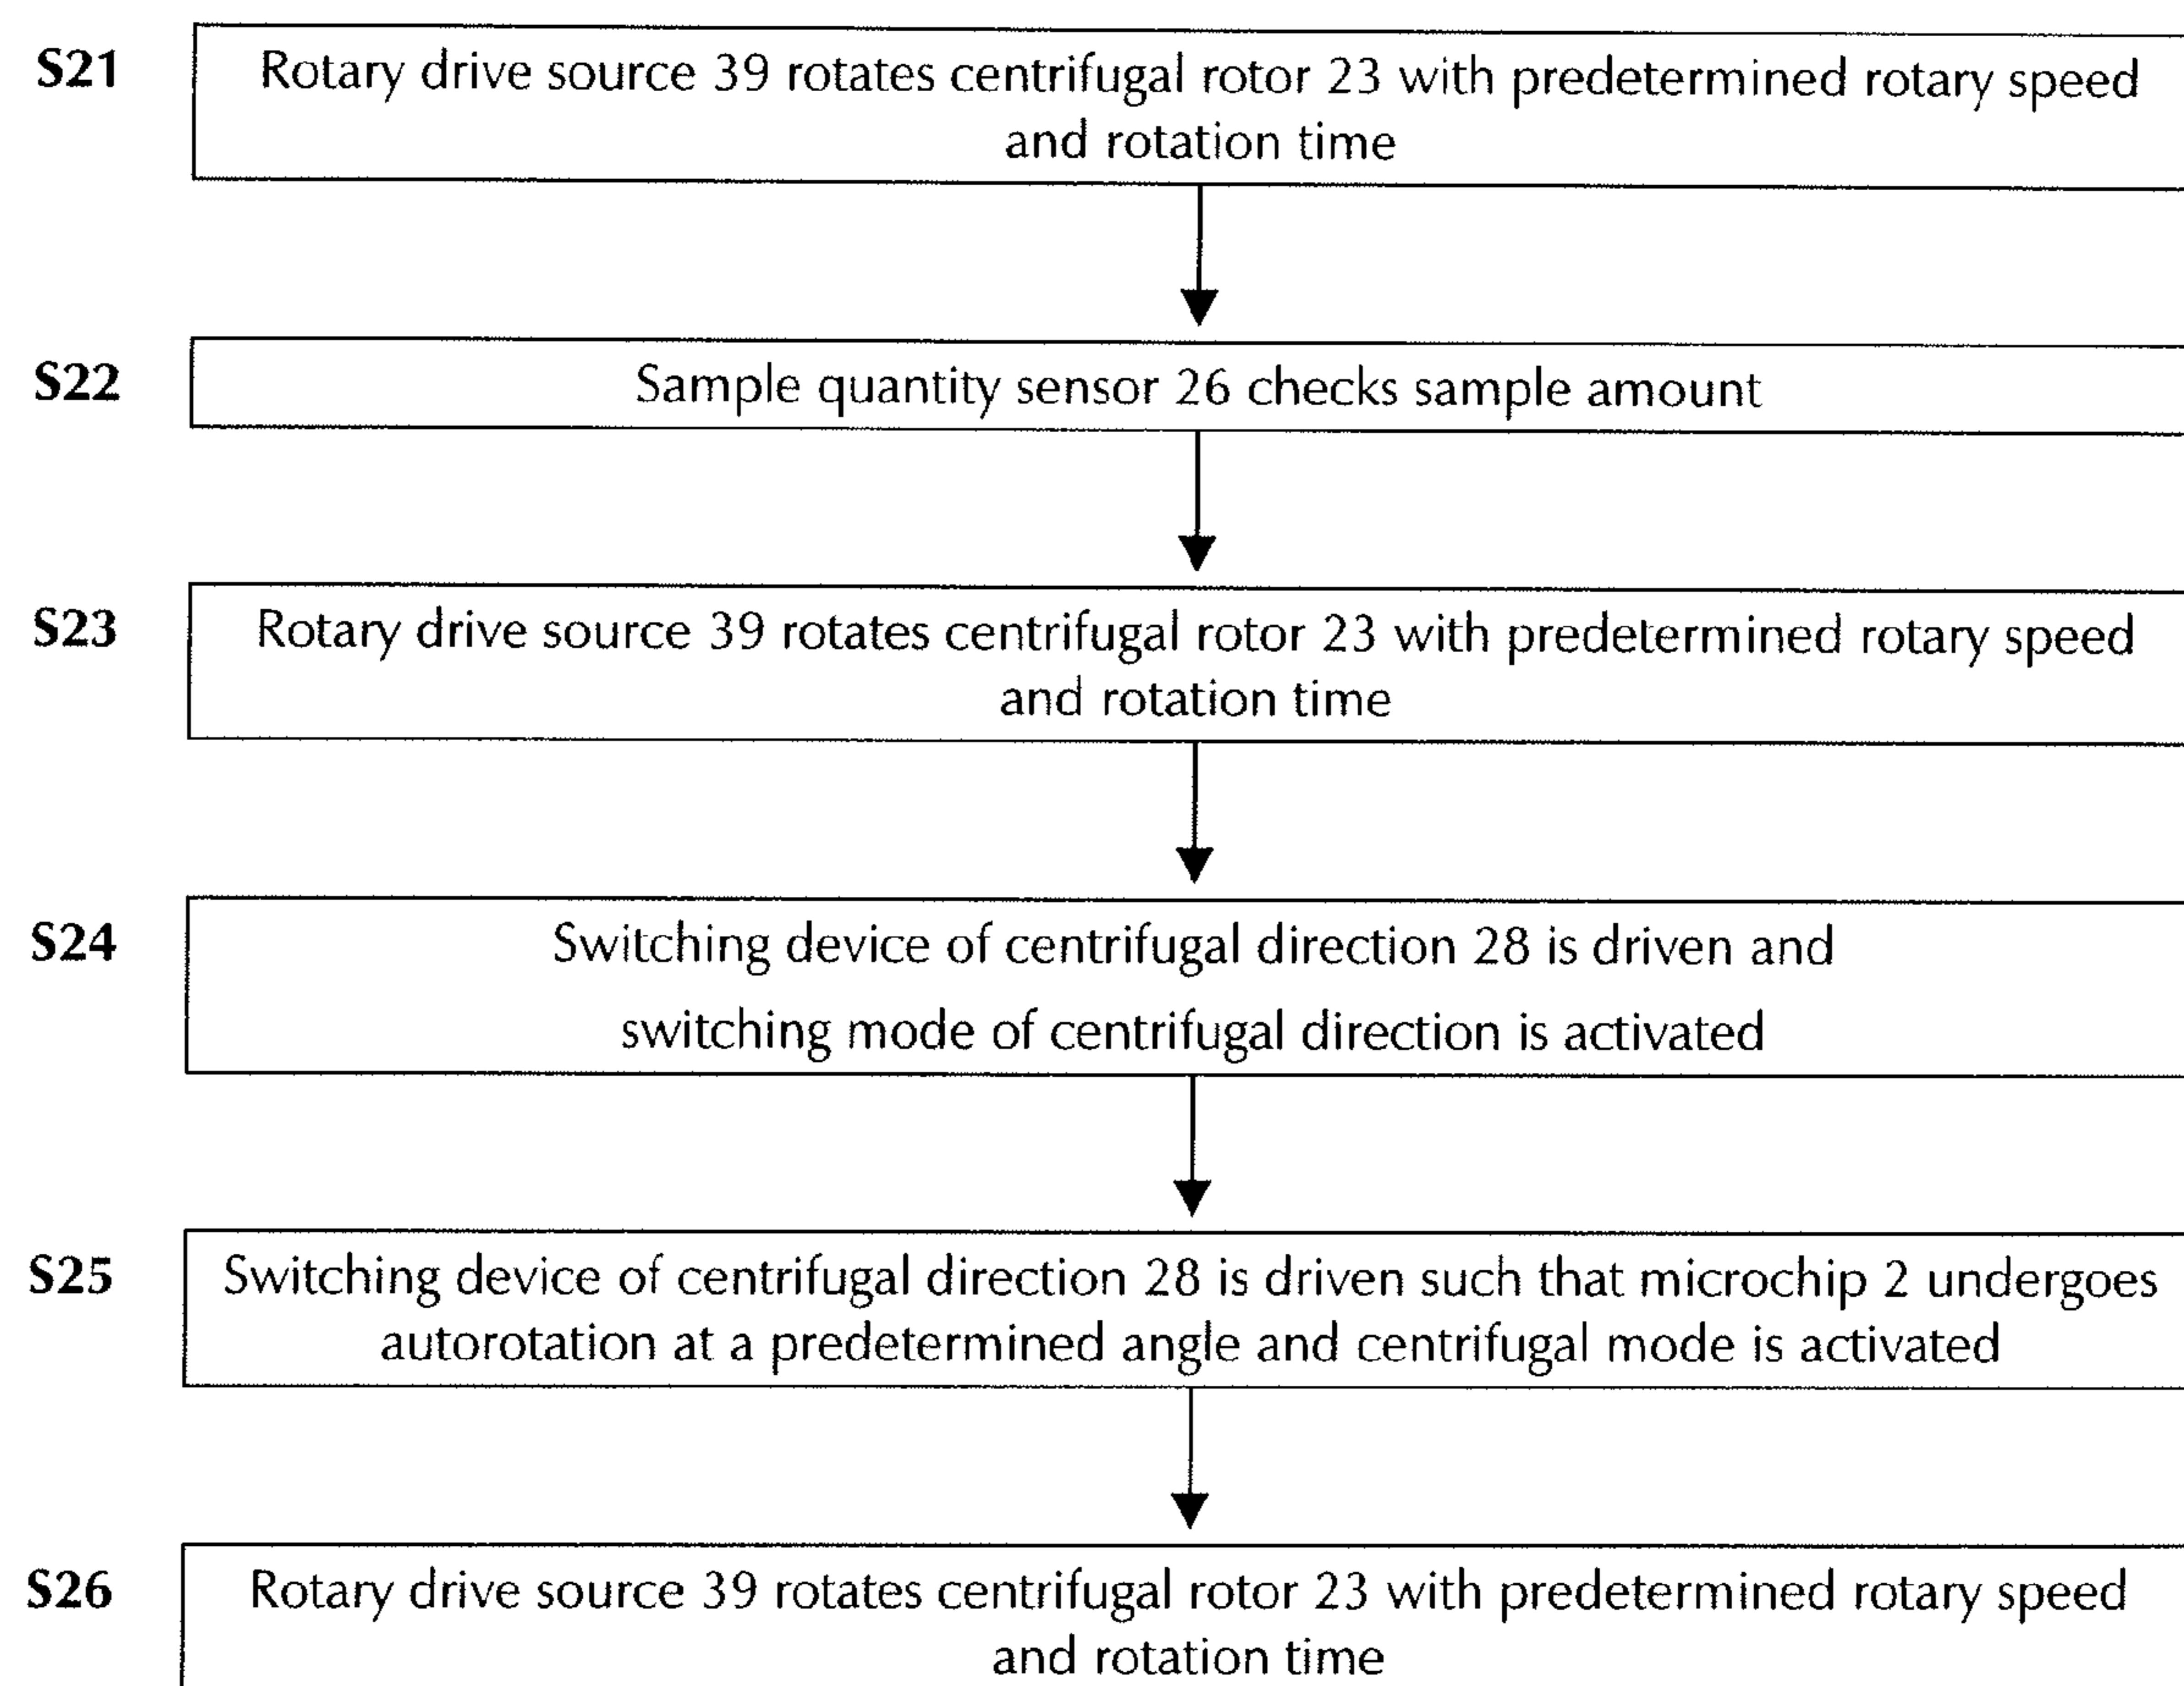 S21
Rotary drive source 39 rotates centrifugal rotor 23 with predetermined rotary speed
and rotation time
S22
Sample quantity sensor 26 checks sample amount
S23
Rotary drive source 39 rotates centrifugal rotor 23 with predetermined rotary speed
and rotation time
S24
Switching device of centrifugal direction 28 is driven and
switching mode of centrifugal direction is activated
S25
Switching device of centrifugal direction 28 is driven such that microchip 2 undergoes
autorotation at a predetermined angle and centrifugal mode is activated
S26
Rotary drive source 39 rotates centrifugal rotor 23 with predetermined rotary speed
and rotation time